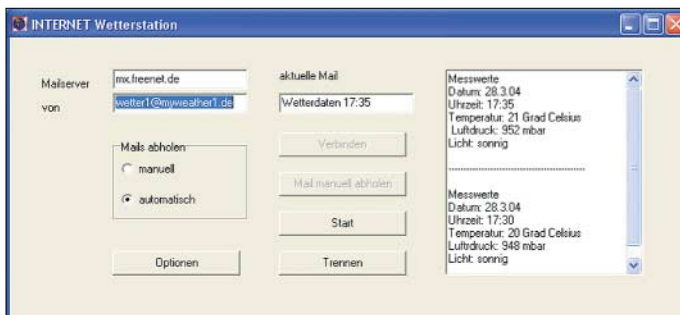 INTERNET Wetterstation
Mailserver
mx.freenet.de
von
wetter1@myweather1.de
Mails abholen
manuell
automatisch
Optionen
aktuelle Mail
Wetterdaten 17:35
Verbinden
Mail manuell abholen
Start
Trennen
Messwerte
Datum: 28.3.04
Uhrzeit: 17:35
Temperatur: 21 Grad Celsius
Luftdruck: 952 mbar
Licht: sonnig
--------------------------------------------
Messwerte
Datum: 28.3.04
Uhrzeit: 17:30
Temperatur: 20 Grad Celsius
Luftdruck: 948 mbar
Licht: sonnig